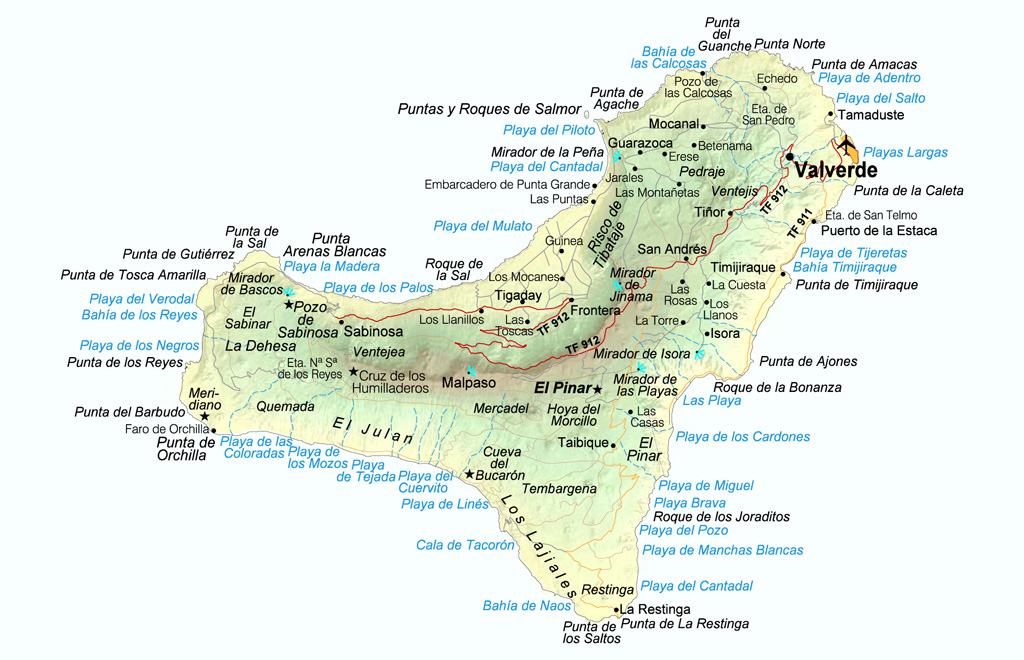 Punta
del
Guanche
Punta Norte
Bahía de
las Calcosas
Punta de Amacas
Playa de Adentro
Pozo de
las Calcosas
Echedo
Punta de
Agache
Playa del Salto
Puntas y Roques de Salmor
Eta. de
San Pedro
Tamaduste
Playa del Piloto
Mocanal
Guarazoca
Betenama
Mirador de la Peña
Erese
Playas Largas
Playa del Cantadal
Valverde
Jarales
Pedraje
Embarcadero de Punta Grande
Las Montañetas
Ventejis
Punta de la Caleta
Las Puntas
TF 912
Tiñor
TF 911
Eta. de San Telmo
Puerto de la Estaca
Playa del Mulato
Risco de
Tibataje
Punta de
la Sal
Punta
Arenas Blancas
Guinea
San Andrés
Playa de Tijeretas
Punta de Gutiérrez
Playa la Madera
Roque de
la Sal
Timijiraque
Bahía Timijiraque
Punta de Tosca Amarilla
Mirador
de Bascos
Playa de los Palos
Los Mocanes
Mirador
de
Jinama
La Cuesta
Punta de Timijiraque
Playa del Verodal
Tigaday
Las
Rosas
Bahía de los Reyes
Pozo
de
Sabinosa
Frontera
Los
Llanos
El
Sabinar
Los Llanillos
Las
Toscas
TF 912
La Torre
Sabinosa
Isora
Playa de los Negros
La Dehesa
TF 912
Ventejea
Mirador de Isora
Punta de los Reyes
Eta. Nª Sª
de los Reyes
Punta de Ajones
Cruz de los
Humilladeros
Malpaso
El Pinar
Mirador de
las Playas
Roque de la Bonanza
Meri-
diano
Las Playa
Quemada
Mercadel
Hoya del
Morcillo
Las
Casas
Punta del Barbudo
Faro de Orchilla
El Julan
Playa de los Cardones
Punta de
Orchilla
Playa de las
Coloradas
Taibique
El
Pinar
Playa de
los Mozos
Cueva
del
Bucarón
Playa
de Tejada
Playa del
Cuervito
Tembargena
Playa de Miguel
Playa de Linés
Playa Brava
Los Lajiales
Roque de los Joraditos
Playa del Pozo
Cala de Tacorón
Playa de Manchas Blancas
Restinga
Playa del Cantadal
Bahía de Naos
La Restinga
Punta de
los Saltos
Punta de La Restinga